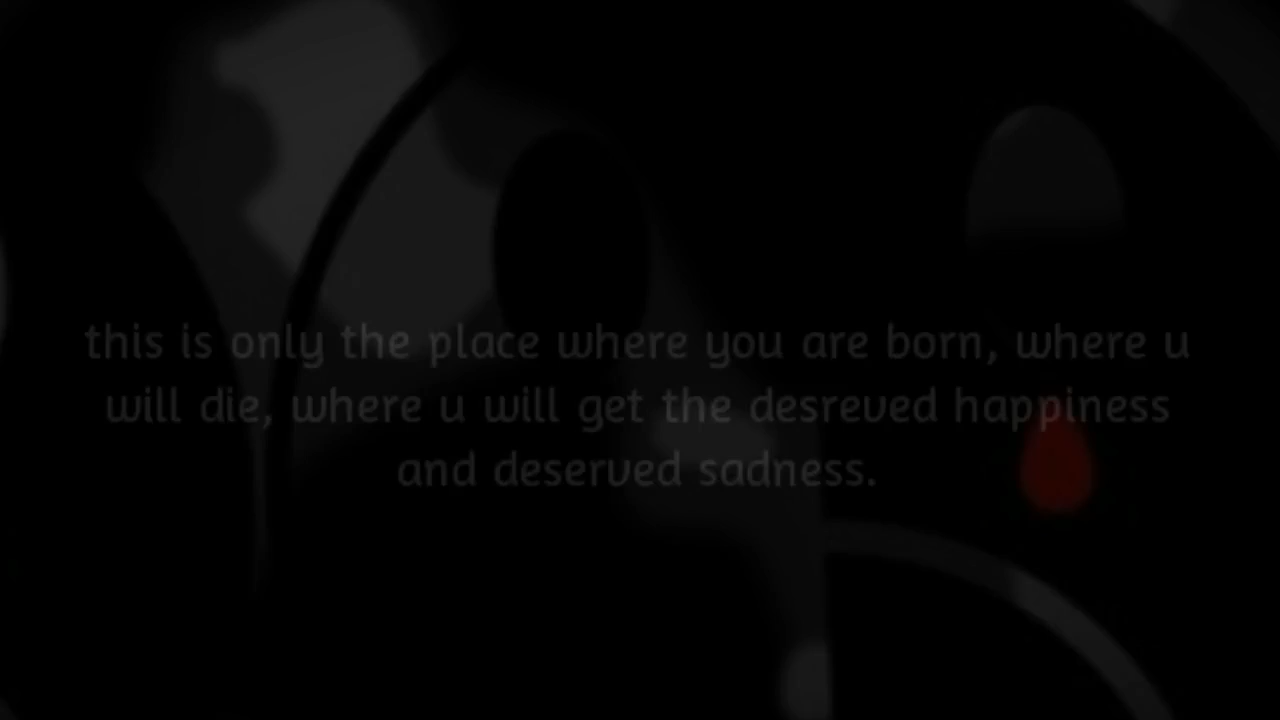 this is only the place where you are born, where u
will die, where u will get the desreved happiness
and deserved sadness.